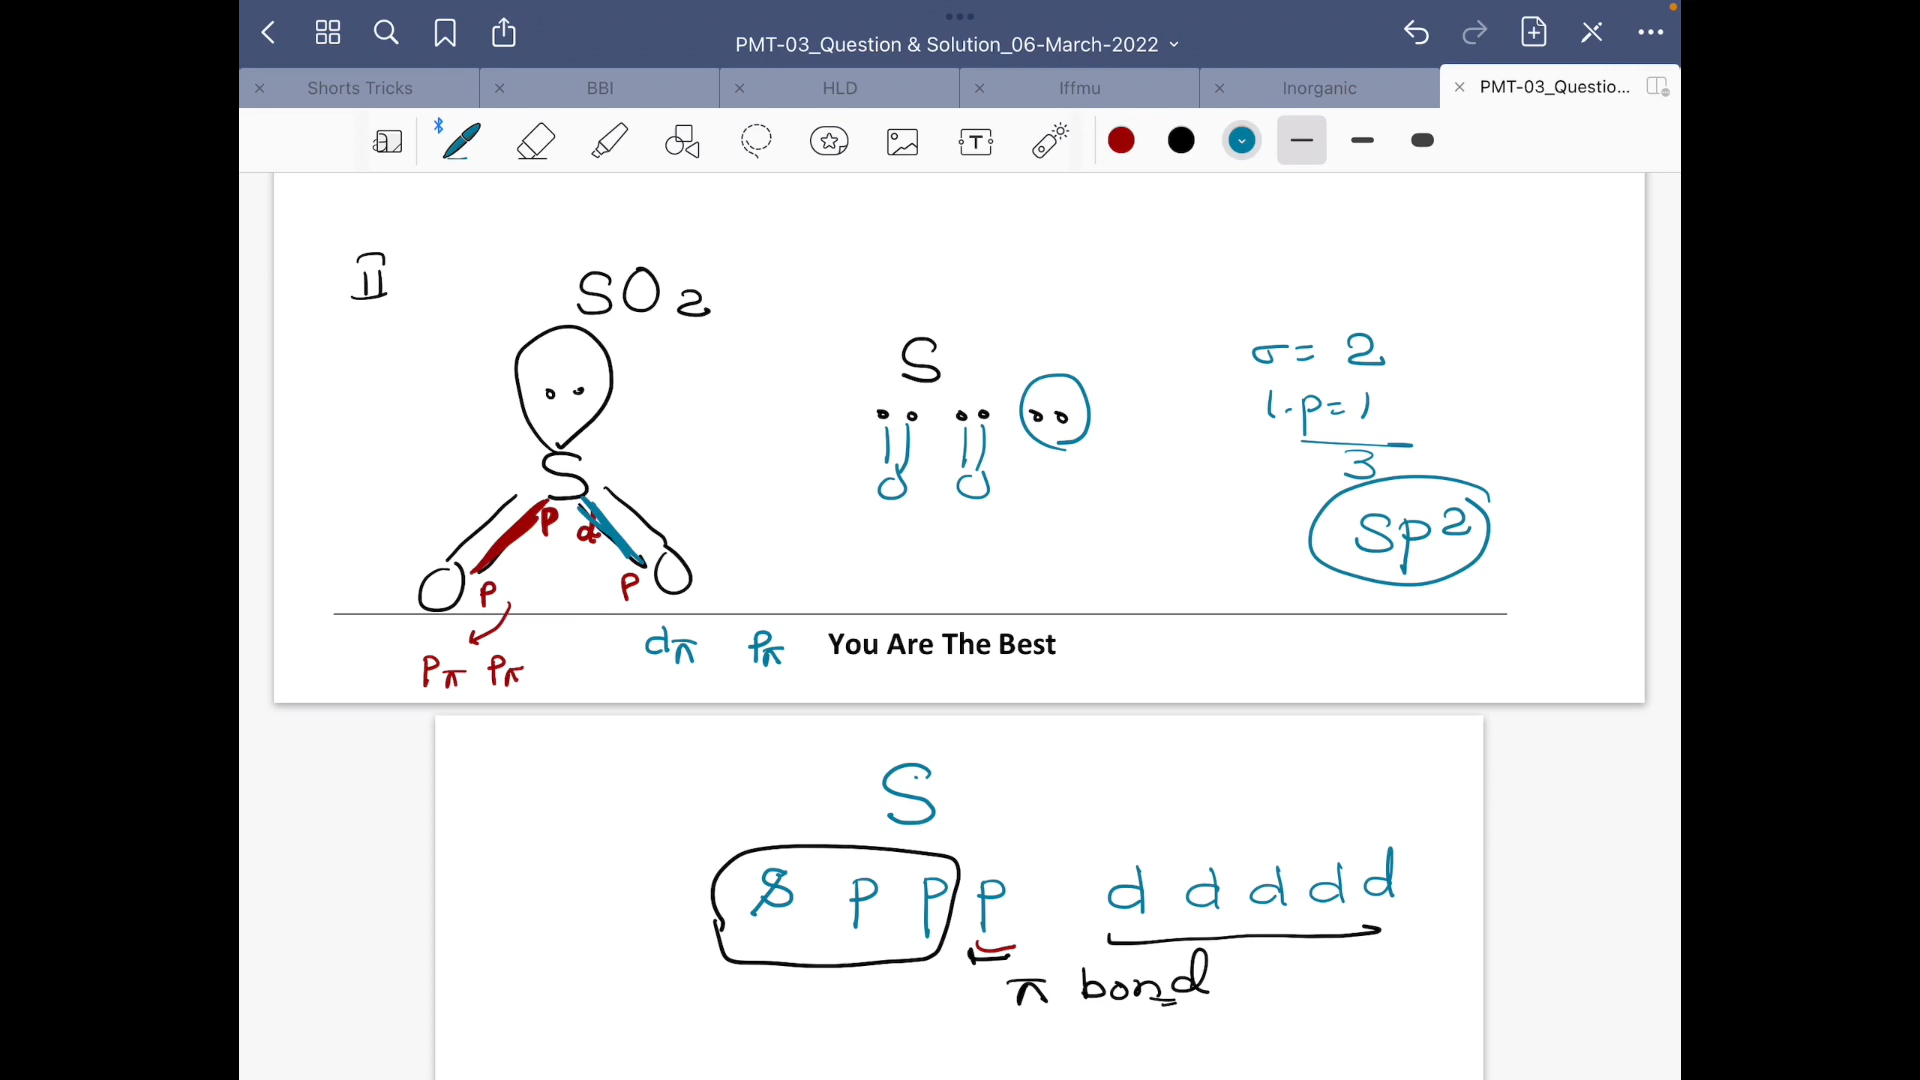 PMT-03_Question & Solution_06-March-2022
Shorts Tricks
BBI
HLD
Iffmu
Inorganic
PMT-03_Questio...
T
II
SO2
S
σ = 2
l.p = 1
3
Sp²
S
p d
O p p O
pπ pπ
dπ pπ
You Are The Best
S
s p p p d d d d d
π bond